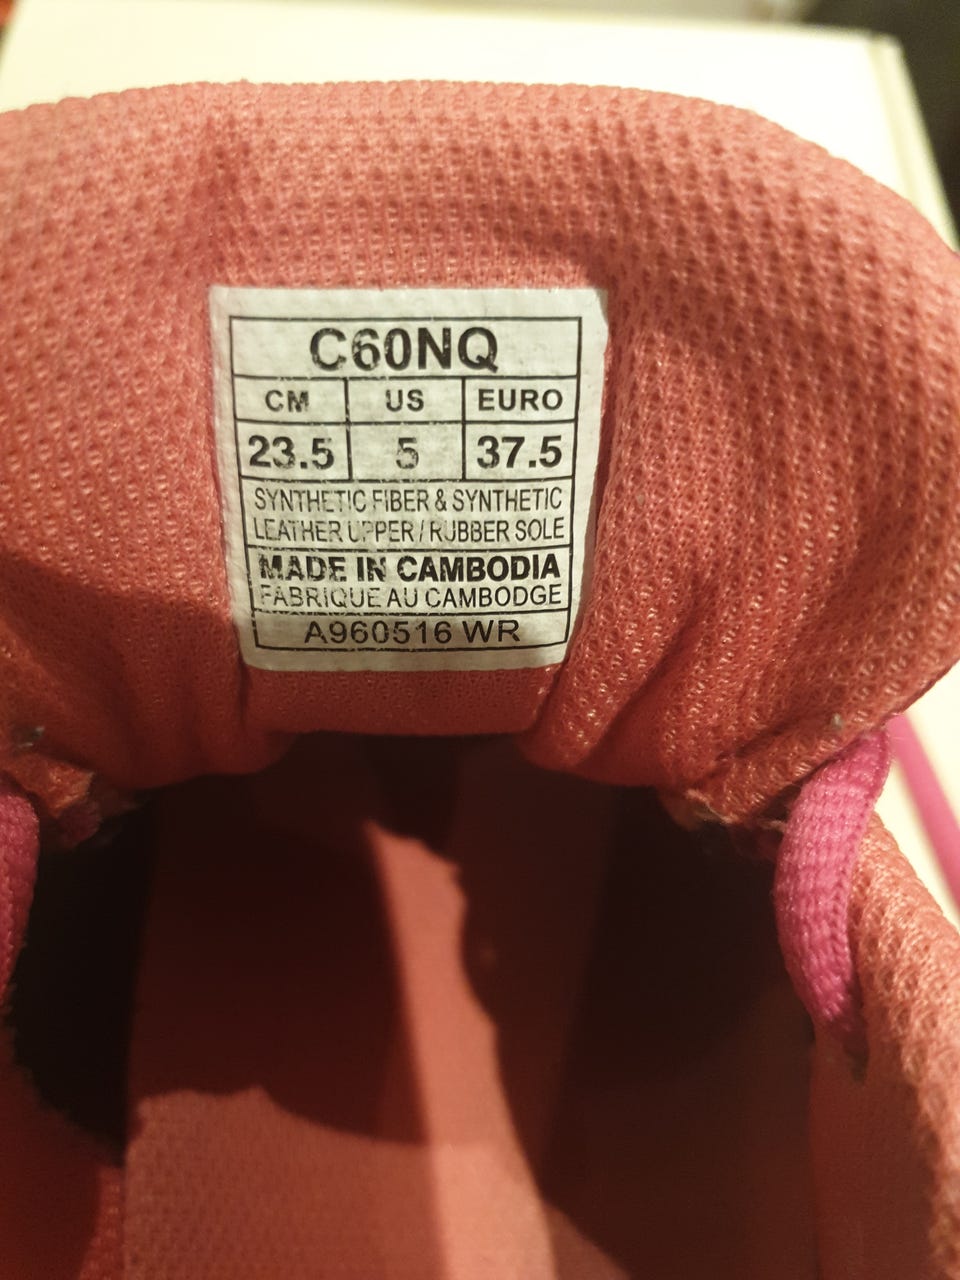 C60NQ
CM US EURO
23.5 5 37.5
SYNTHETIC FIBER & SYNTHETIC
LEATHER UPPER / RUBBER SOLE
MADE IN CAMBODIA
FABRIQUE AU CAMBODGE
A960516 WR